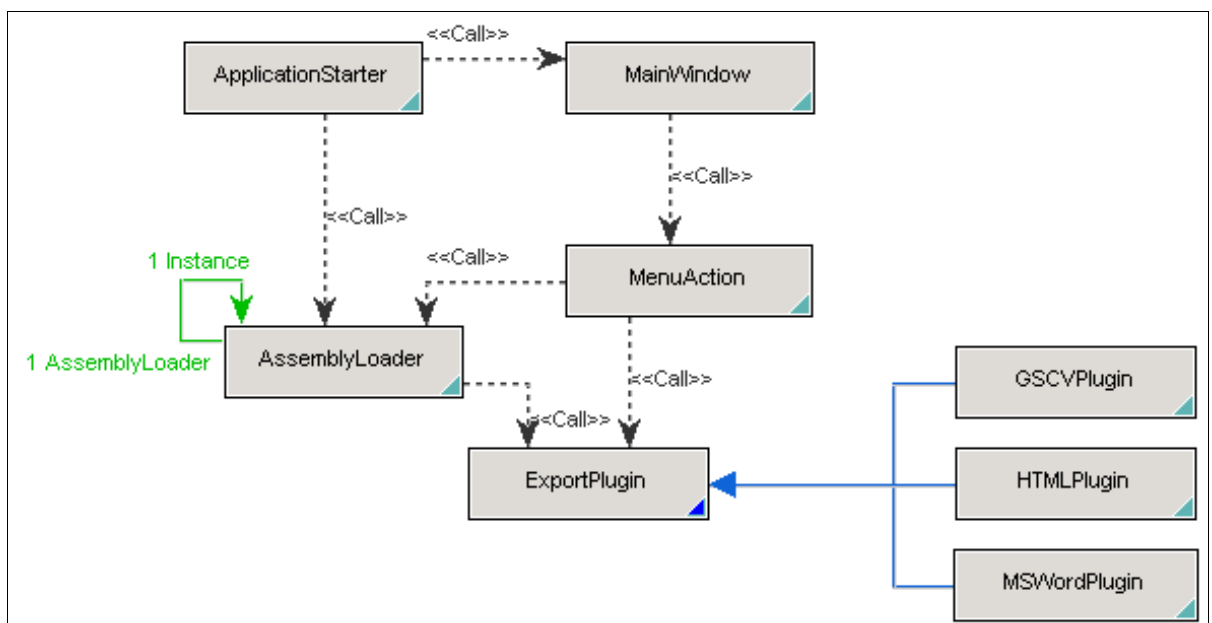 <<Call>>
ApplicationStarter
MainWindow
<<Call>>
<<Call>>
1 Instance
<<Call>>
MenuAction
AssemblyLoader
1 AssemblyLoader
<<Call>>
GSCVPlugin
<<Call>>
ExportPlugin
HTMLPlugin
MSWordPlugin